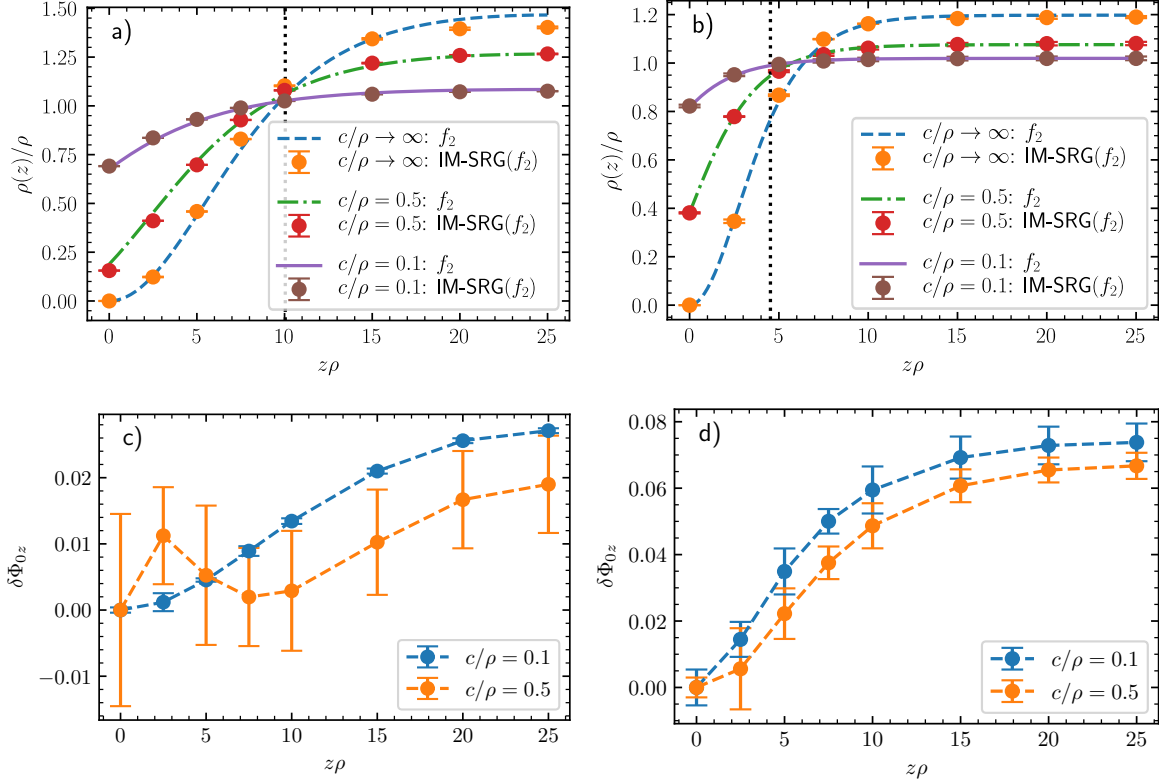 a)
ρ(z)/ρ
1.50
1.25
1.00
0.75
0.50
0.25
0.00
0 5 10 15 20 25
zρ
c/ρ → ∞: f₂
c/ρ → ∞: IM-SRG(f₂)
c/ρ = 0.5: f₂
c/ρ = 0.5: IM-SRG(f₂)
c/ρ = 0.1: f₂
c/ρ = 0.1: IM-SRG(f₂)
b)
ρ(z)/ρ
1.2
1.0
0.8
0.6
0.4
0.2
0.0
0 5 10 15 20 25
zρ
c/ρ → ∞: f₂
c/ρ → ∞: IM-SRG(f₂)
c/ρ = 0.5: f₂
c/ρ = 0.5: IM-SRG(f₂)
c/ρ = 0.1: f₂
c/ρ = 0.1: IM-SRG(f₂)
c)
δΦ₀z
0.02
0.01
0.00
−0.01
0 5 10 15 20 25
zρ
c/ρ = 0.1
c/ρ = 0.5
d)
δΦ₀z
0.08
0.06
0.04
0.02
0.00
0 5 10 15 20 25
zρ
c/ρ = 0.1
c/ρ = 0.5